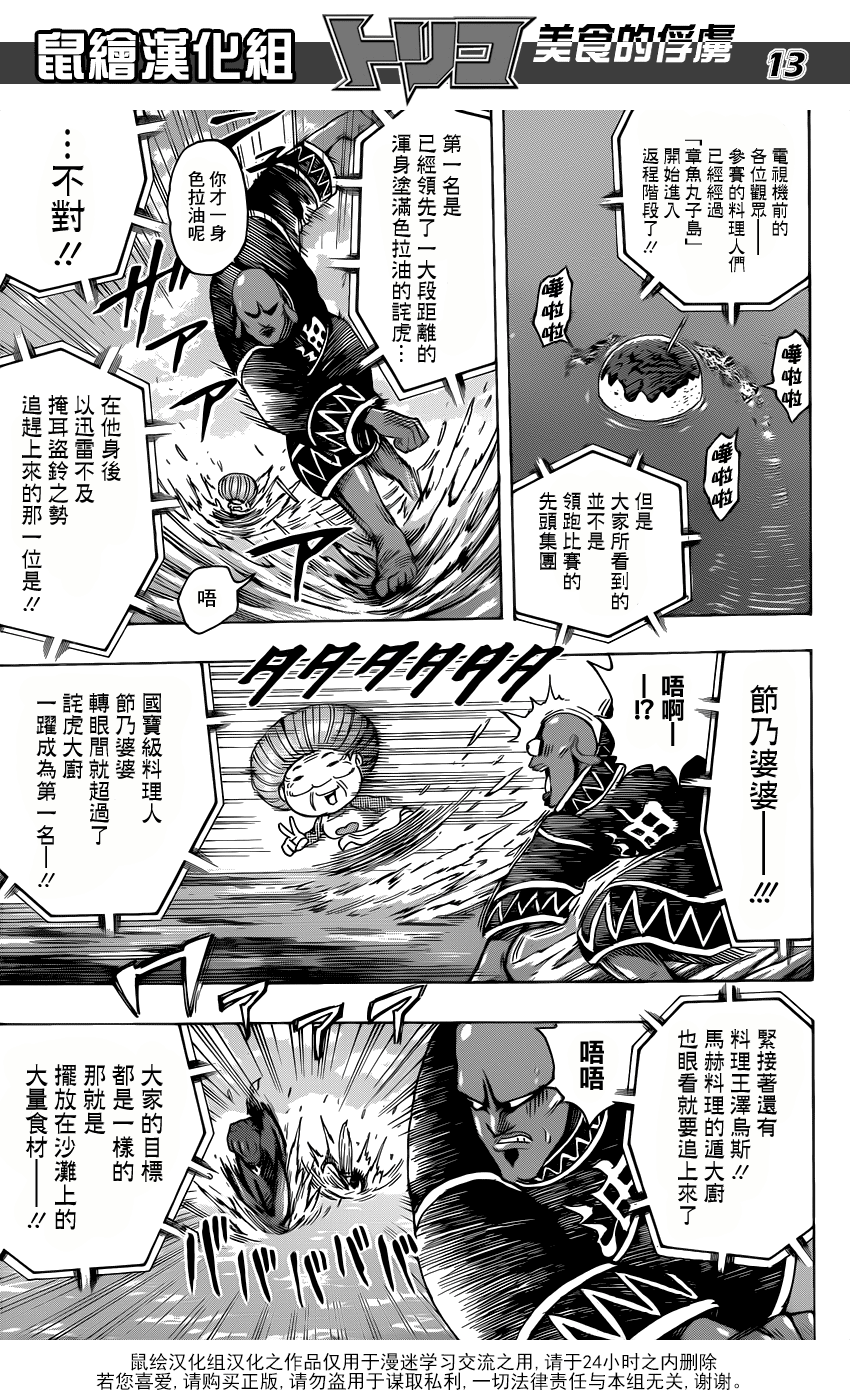 鼠繪漢化組
トリコ
美食的俘虜
13
電視機前的
各位觀眾——
參賽的料理人們
已經經過
「章魚丸子島」
開始進入
返程階段了!!
嘩啦啦
嘩啦啦
嘩啦啦
但是
大家所看到的
並不是
領跑比賽的
先頭集團
第一名是
已經領先了一大段距離的
渾身塗滿色拉油的詫虎…
你才一身
色拉油呢
…不對!!
ザァァ
在他身後
以迅雷不及
掩耳盜鈴之勢
追趕上來的那一位是!!
唔
節乃婆婆——!!!
唔啊—
—!?
油
タタタタタタ
國寶級料理人
節乃婆婆
轉眼間就超過了
詫虎大廚
一躍成為第一名—!!
緊接著還有
料理王澤烏斯!!
馬赫料理的遁大廚
也眼看就要追上來了
唔
唔
ワァァァ
ババババババ
大家的目標
都是一樣的
那就是
擺放在沙灘上的
大量食材——!!
鼠绘汉化组汉化之作品仅用于漫迷学习交流之用, 请于24小时之内删除
若您喜爱, 请购买正版, 请勿盗用于谋取私利, 一切法律责任与本组无关, 谢谢。